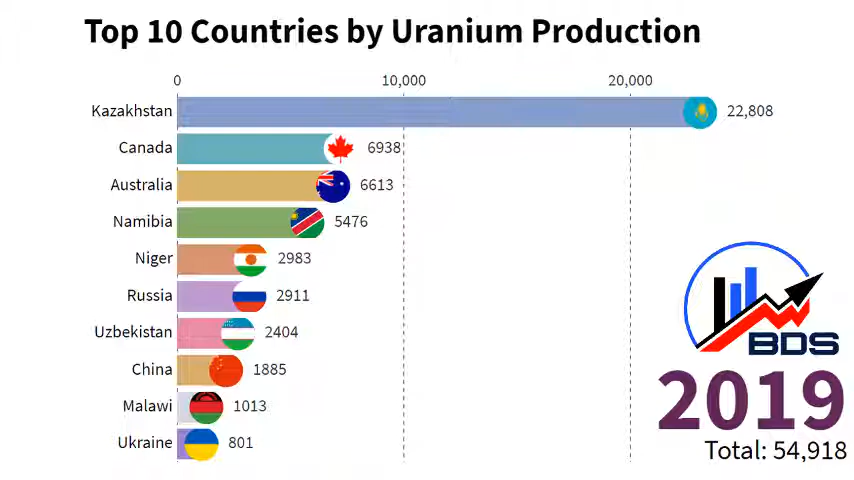 Top 10 Countries by Uranium Production
0 10,000 20,000
Kazakhstan 22,808
Canada 6938
Australia 6613
Namibia 5476
Niger 2983
Russia 2911
Uzbekistan 2404
China 1885
Malawi 1013
Ukraine 801
BDS
2019
Total: 54,918